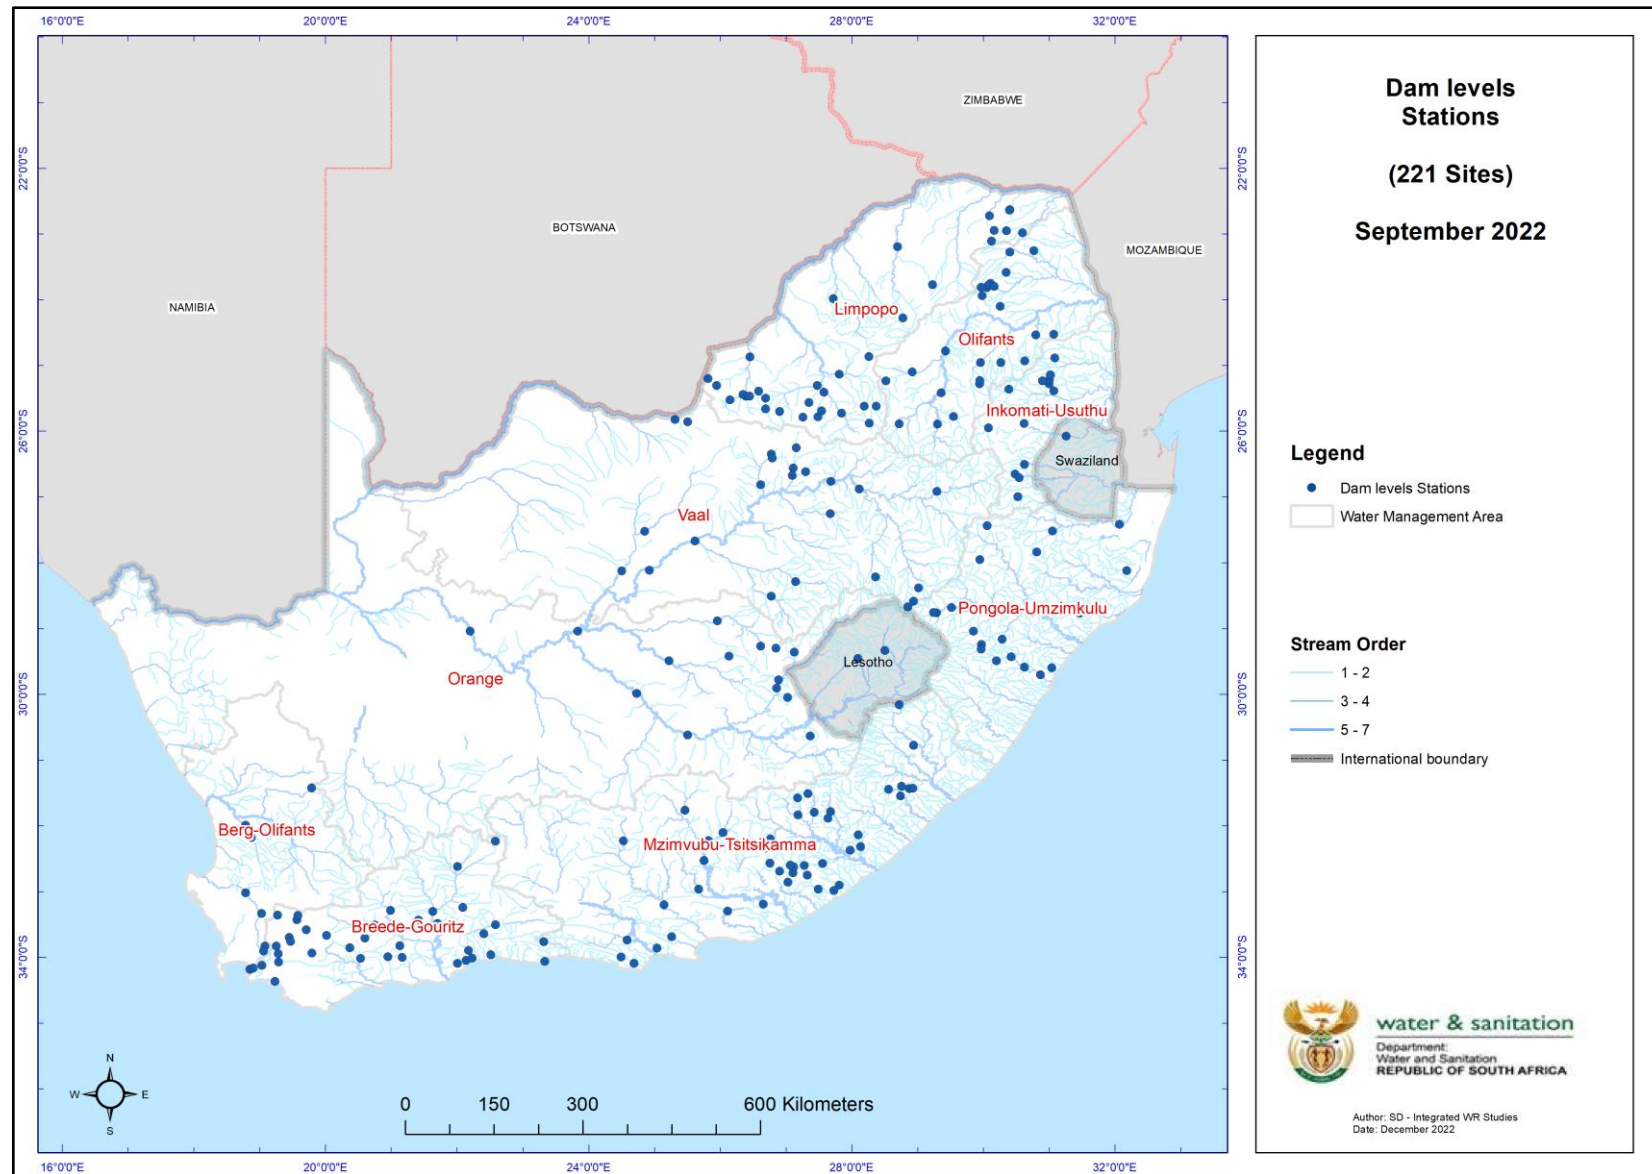 16°0'0"E
20°0'0"E
24°0'0"E
28°0'0"E
32°0'0"E
22°0'0"S
26°0'0"S
30°0'0"S
34°0'0"S
22°0'0"S
26°0'0"S
30°0'0"S
34°0'0"S
ZIMBABWE
BOTSWANA
MOZAMBIQUE
NAMIBIA
Limpopo
Olifants
Inkomati-Usuthu
Swaziland
Vaal
Pongola-Umzimkulu
Lesotho
Orange
Berg-Olifants
Mzimvubu-Tsitsikamma
Breede-Gouritz
N
W E
S
0 150 300 600 Kilometers
16°0'0"E
20°0'0"E
24°0'0"E
28°0'0"E
32°0'0"E
Dam levels
Stations
(221 Sites)
September 2022
Legend
Dam levels Stations
Water Management Area
Stream Order
1 - 2
3 - 4
5 - 7
International boundary
water & sanitation
Department:
Water and Sanitation
REPUBLIC OF SOUTH AFRICA
Author: SD - Integrated WR Studies
Date: December 2022